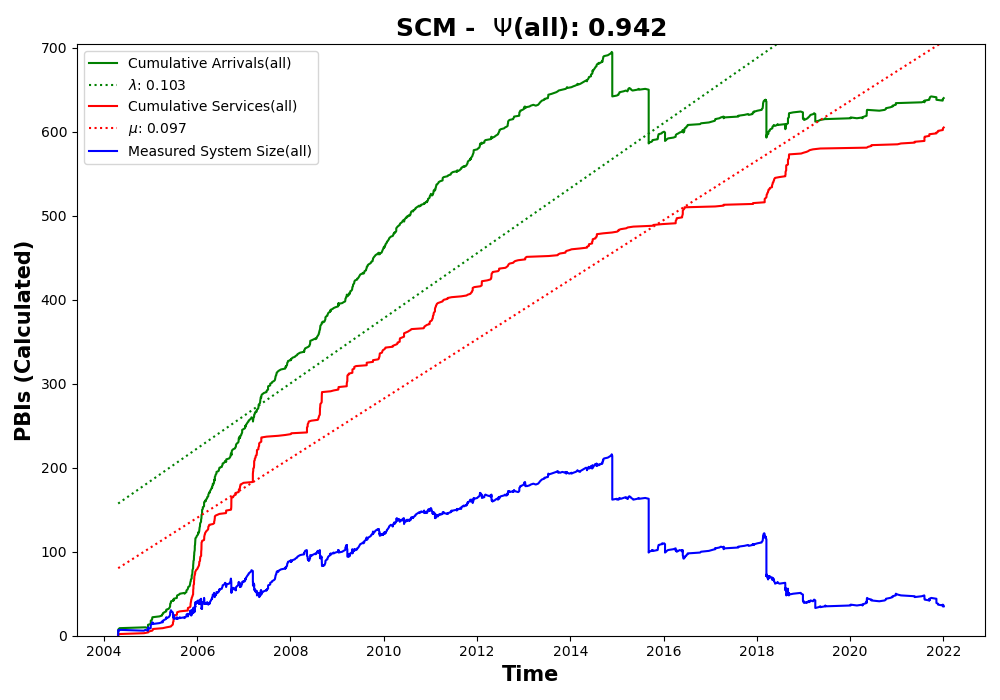 SCM - Ψ(all): 0.942
Cumulative Arrivals(all)
λ: 0.103
Cumulative Services(all)
μ: 0.097
Measured System Size(all)
PBIs (Calculated)
700
600
500
400
300
200
100
0
2004 2006 2008 2010 2012 2014 2016 2018 2020 2022
Time